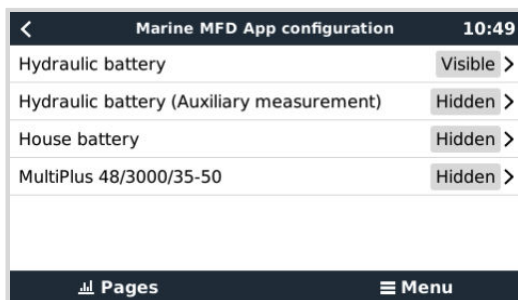 Marine MFD App configuration 10:49
Hydraulic battery Visible
Hydraulic battery (Auxiliary measurement) Hidden
House battery Hidden
MultiPlus 48/3000/35-50 Hidden
Pages Menu